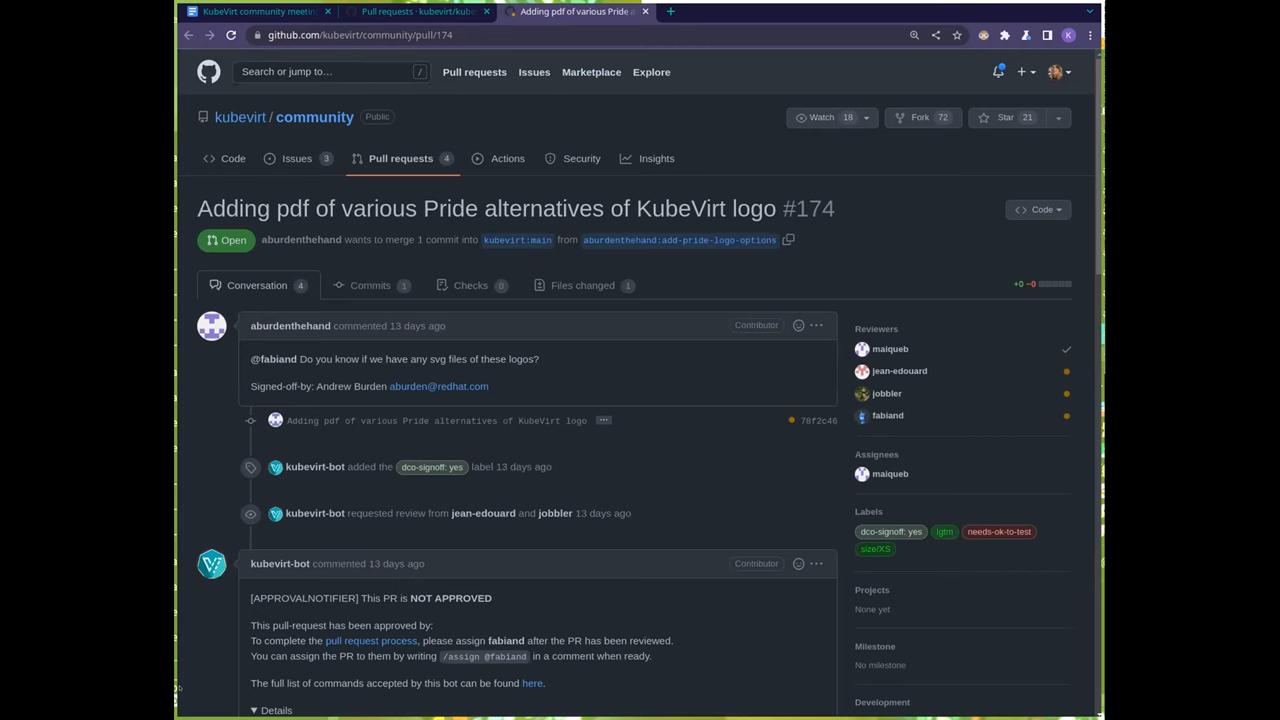 KubeVirt community meetin
Pull requests · kubevirt/kube
Adding pdf of various Pride a
github.com/kubevirt/community/pull/174
K
Search or jump to…
/
Pull requests
Issues
Marketplace
Explore
kubevirt / community
Public
Watch 18
Fork 72
Star 21
Code
Issues 3
Pull requests 4
Actions
Security
Insights
Adding pdf of various Pride alternatives of KubeVirt logo #174
Code
Open
aburdenthehand wants to merge 1 commit into kubevirt:main from aburdenthehand:add-pride-logo-options
Conversation 4
Commits 1
Checks 0
Files changed 1
+0 −0
aburdenthehand commented 13 days ago
Contributor
@fabiand Do you know if we have any svg files of these logos?
Signed-off-by: Andrew Burden aburden@redhat.com
Adding pdf of various Pride alternatives of KubeVirt logo
78f2c46
kubevirt-bot added the dco-signoff: yes label 13 days ago
kubevirt-bot requested review from jean-edouard and jobbler 13 days ago
kubevirt-bot commented 13 days ago
Contributor
[APPROVALNOTIFIER] This PR is NOT APPROVED
This pull-request has been approved by:
To complete the pull request process, please assign fabiand after the PR has been reviewed.
You can assign the PR to them by writing /assign @fabiand in a comment when ready.
The full list of commands accepted by this bot can be found here.
▼ Details
Reviewers
maiqueb
jean-edouard
jobbler
fabiand
Assignees
maiqueb
Labels
dco-signoff: yes lgtm needs-ok-to-test
size/XS
Projects
None yet
Milestone
No milestone
Development